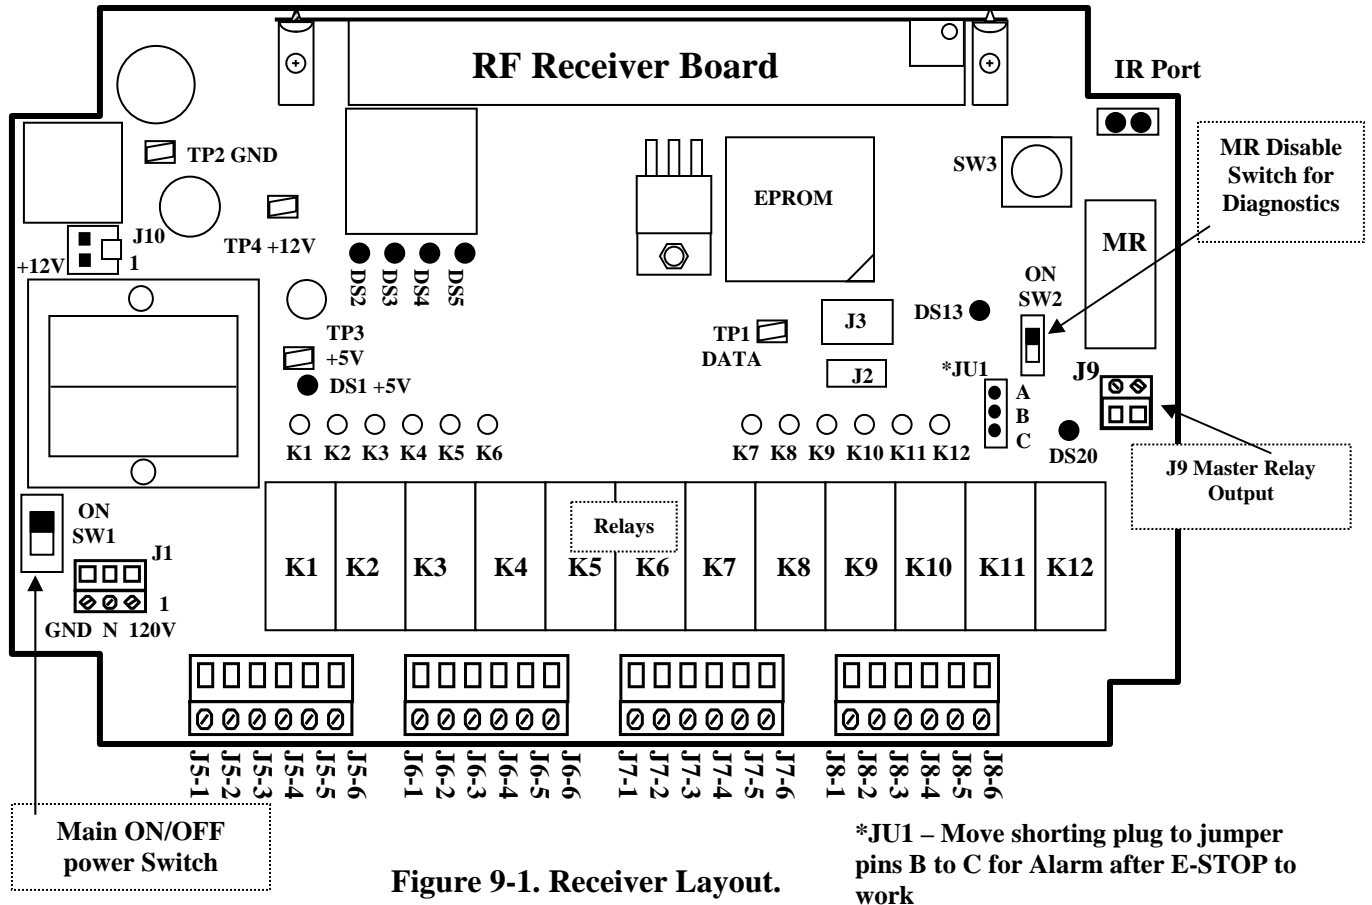 RF Receiver Board
IR Port
TP2 GND
MR Disable
Switch for
Diagnostics
SW3
EPROM
J10
+12V
1
TP4 +12V
MR
DS2
DS3
DS4
DS5
ON
SW2
DS13
TP3
+5V
DS1 +5V
TP1
DATA
J3
J2
*JU1
A
B
C
J9
K1 K2 K3 K4 K5 K6
K7 K8 K9 K10 K11 K12
DS20
J9 Master Relay
Output
ON
SW1
J1
1
GND N 120V
Relays
K1 K2 K3 K4 K5 K6 K7 K8 K9 K10 K11 K12
J5-1
J5-2
J5-3
J5-4
J5-5
J5-6
J6-1
J6-2
J6-3
J6-4
J6-5
J6-6
J7-1
J7-2
J7-3
J7-4
J7-5
J7-6
J8-1
J8-2
J8-3
J8-4
J8-5
J8-6
Main ON/OFF
power Switch
Figure 9-1. Receiver Layout.
*JU1 – Move shorting plug to jumper
pins B to C for Alarm after E-STOP to
work